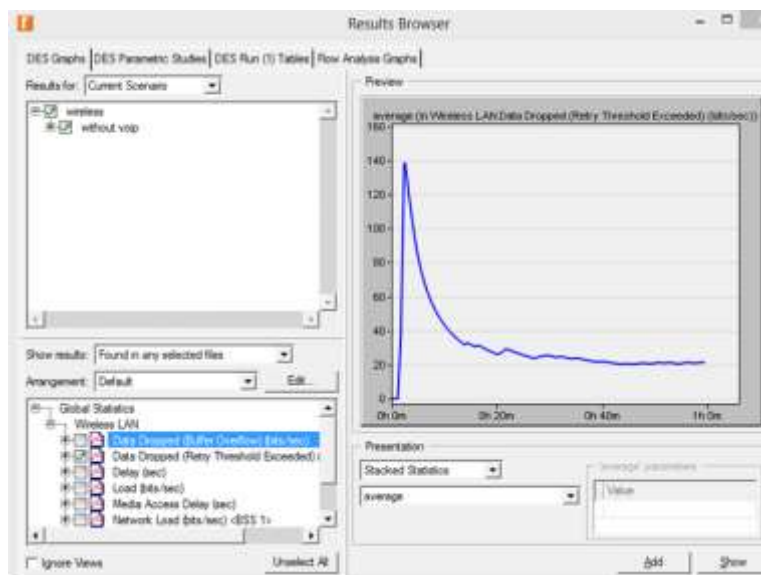 Results Browser
DES Graphs DES Parametric Studies DES Run (1) Tables Flow Analysis Graphs
Results for: Current Scenario
wireless
without voip
Show results: Found in any selected files
Arrangement: Default Edit...
Global Statistics
Wireless LAN
Data Dropped (Buffer Overflow) (bits/sec)
Data Dropped (Retry Threshold Exceeded) (
Delay (sec)
Load (bits/sec)
Media Access Delay (sec)
Network Load (bits/sec) <BSS 1>
Ignore Views Unselect All
Preview
average (in Wireless LAN.Data Dropped (Retry Threshold Exceeded) (bits/sec))
160
140
120
100
80
60
40
20
0
0h 0m 0h 20m 0h 40m 1h 0m
Presentation
Stacked Statistics
average
'average' parameters
Value
Add Show